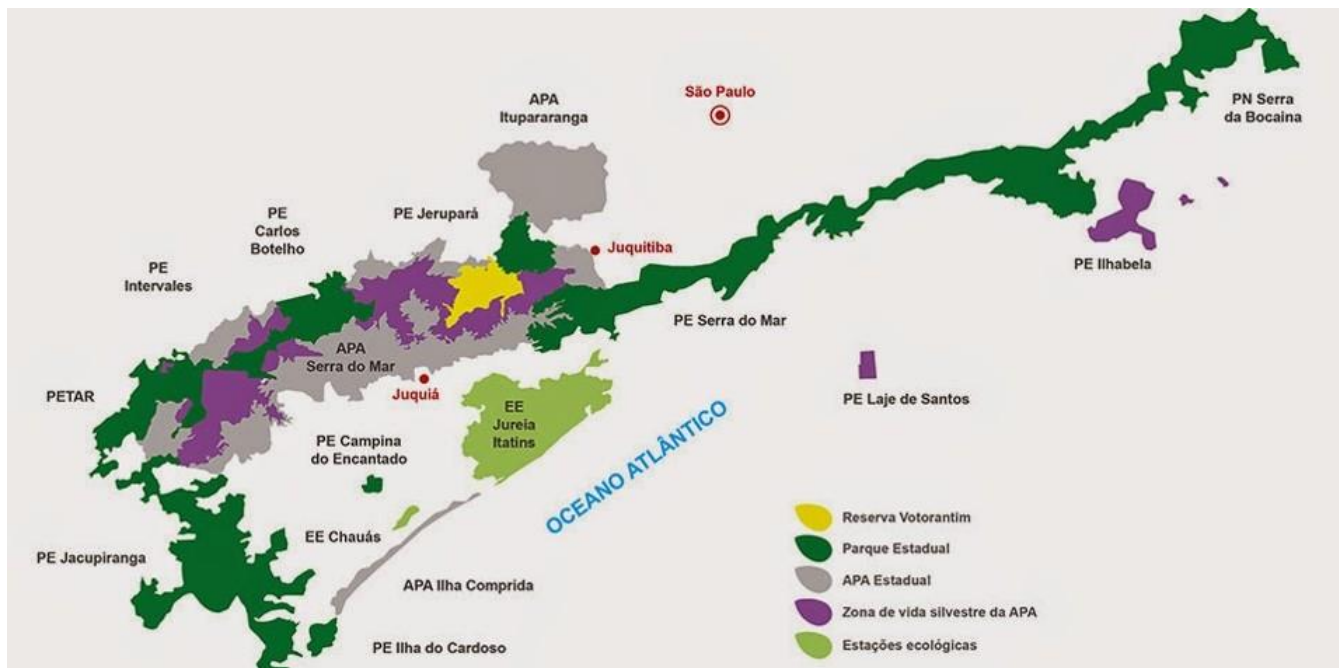 APA
Itupararanga
São Paulo
PN Serra
da Bocaina
PE Jerupará
PE
Carlos
Botelho
Juquitiba
PE
Intervales
PE Ilhabela
PE Serra do Mar
APA
Serra do Mar
PETAR
Juquiá
PE Laje de Santos
EE
Jureia
Itatins
PE Campina
do Encantado
OCEANO ATLÂNTICO
EE Chauás
PE Jacupiranga
APA Ilha Comprida
PE Ilha do Cardoso
Reserva Votorantim
Parque Estadual
APA Estadual
Zona de vida silvestre da APA
Estações ecológicas